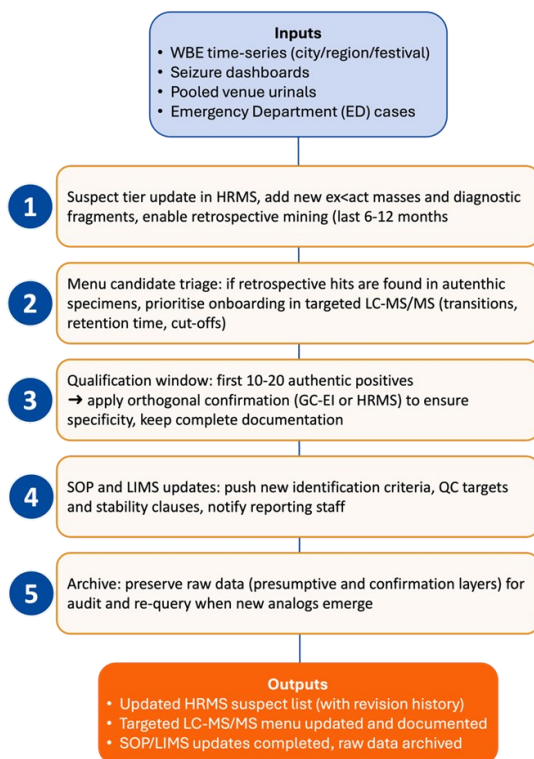 Inputs
• WBE time-series (city/region/festival)
• Seizure dashboards
• Pooled venue urinals
• Emergency Department (ED) cases
1
Suspect tier update in HRMS, add new ex<act masses and diagnostic
fragments, enable retrospective mining (last 6-12 months
2
Menu candidate triage: if retrospective hits are found in autenthic
specimens, prioritise onboarding in targeted LC-MS/MS (transitions,
retention time, cut-offs)
3
Qualification window: first 10-20 authentic positives
→ apply orthogonal confirmation (GC-EI or HRMS) to ensure
specificity, keep complete documentation
4
SOP and LIMS updates: push new identification criteria, QC targets
and stability clauses, notify reporting staff
5
Archive: preserve raw data (presumptive and confirmation layers) for
audit and re-query when new analogs emerge
Outputs
• Updated HRMS suspect list (with revision history)
• Targeted LC-MS/MS menu updated and documented
• SOP/LIMS updates completed, raw data archived